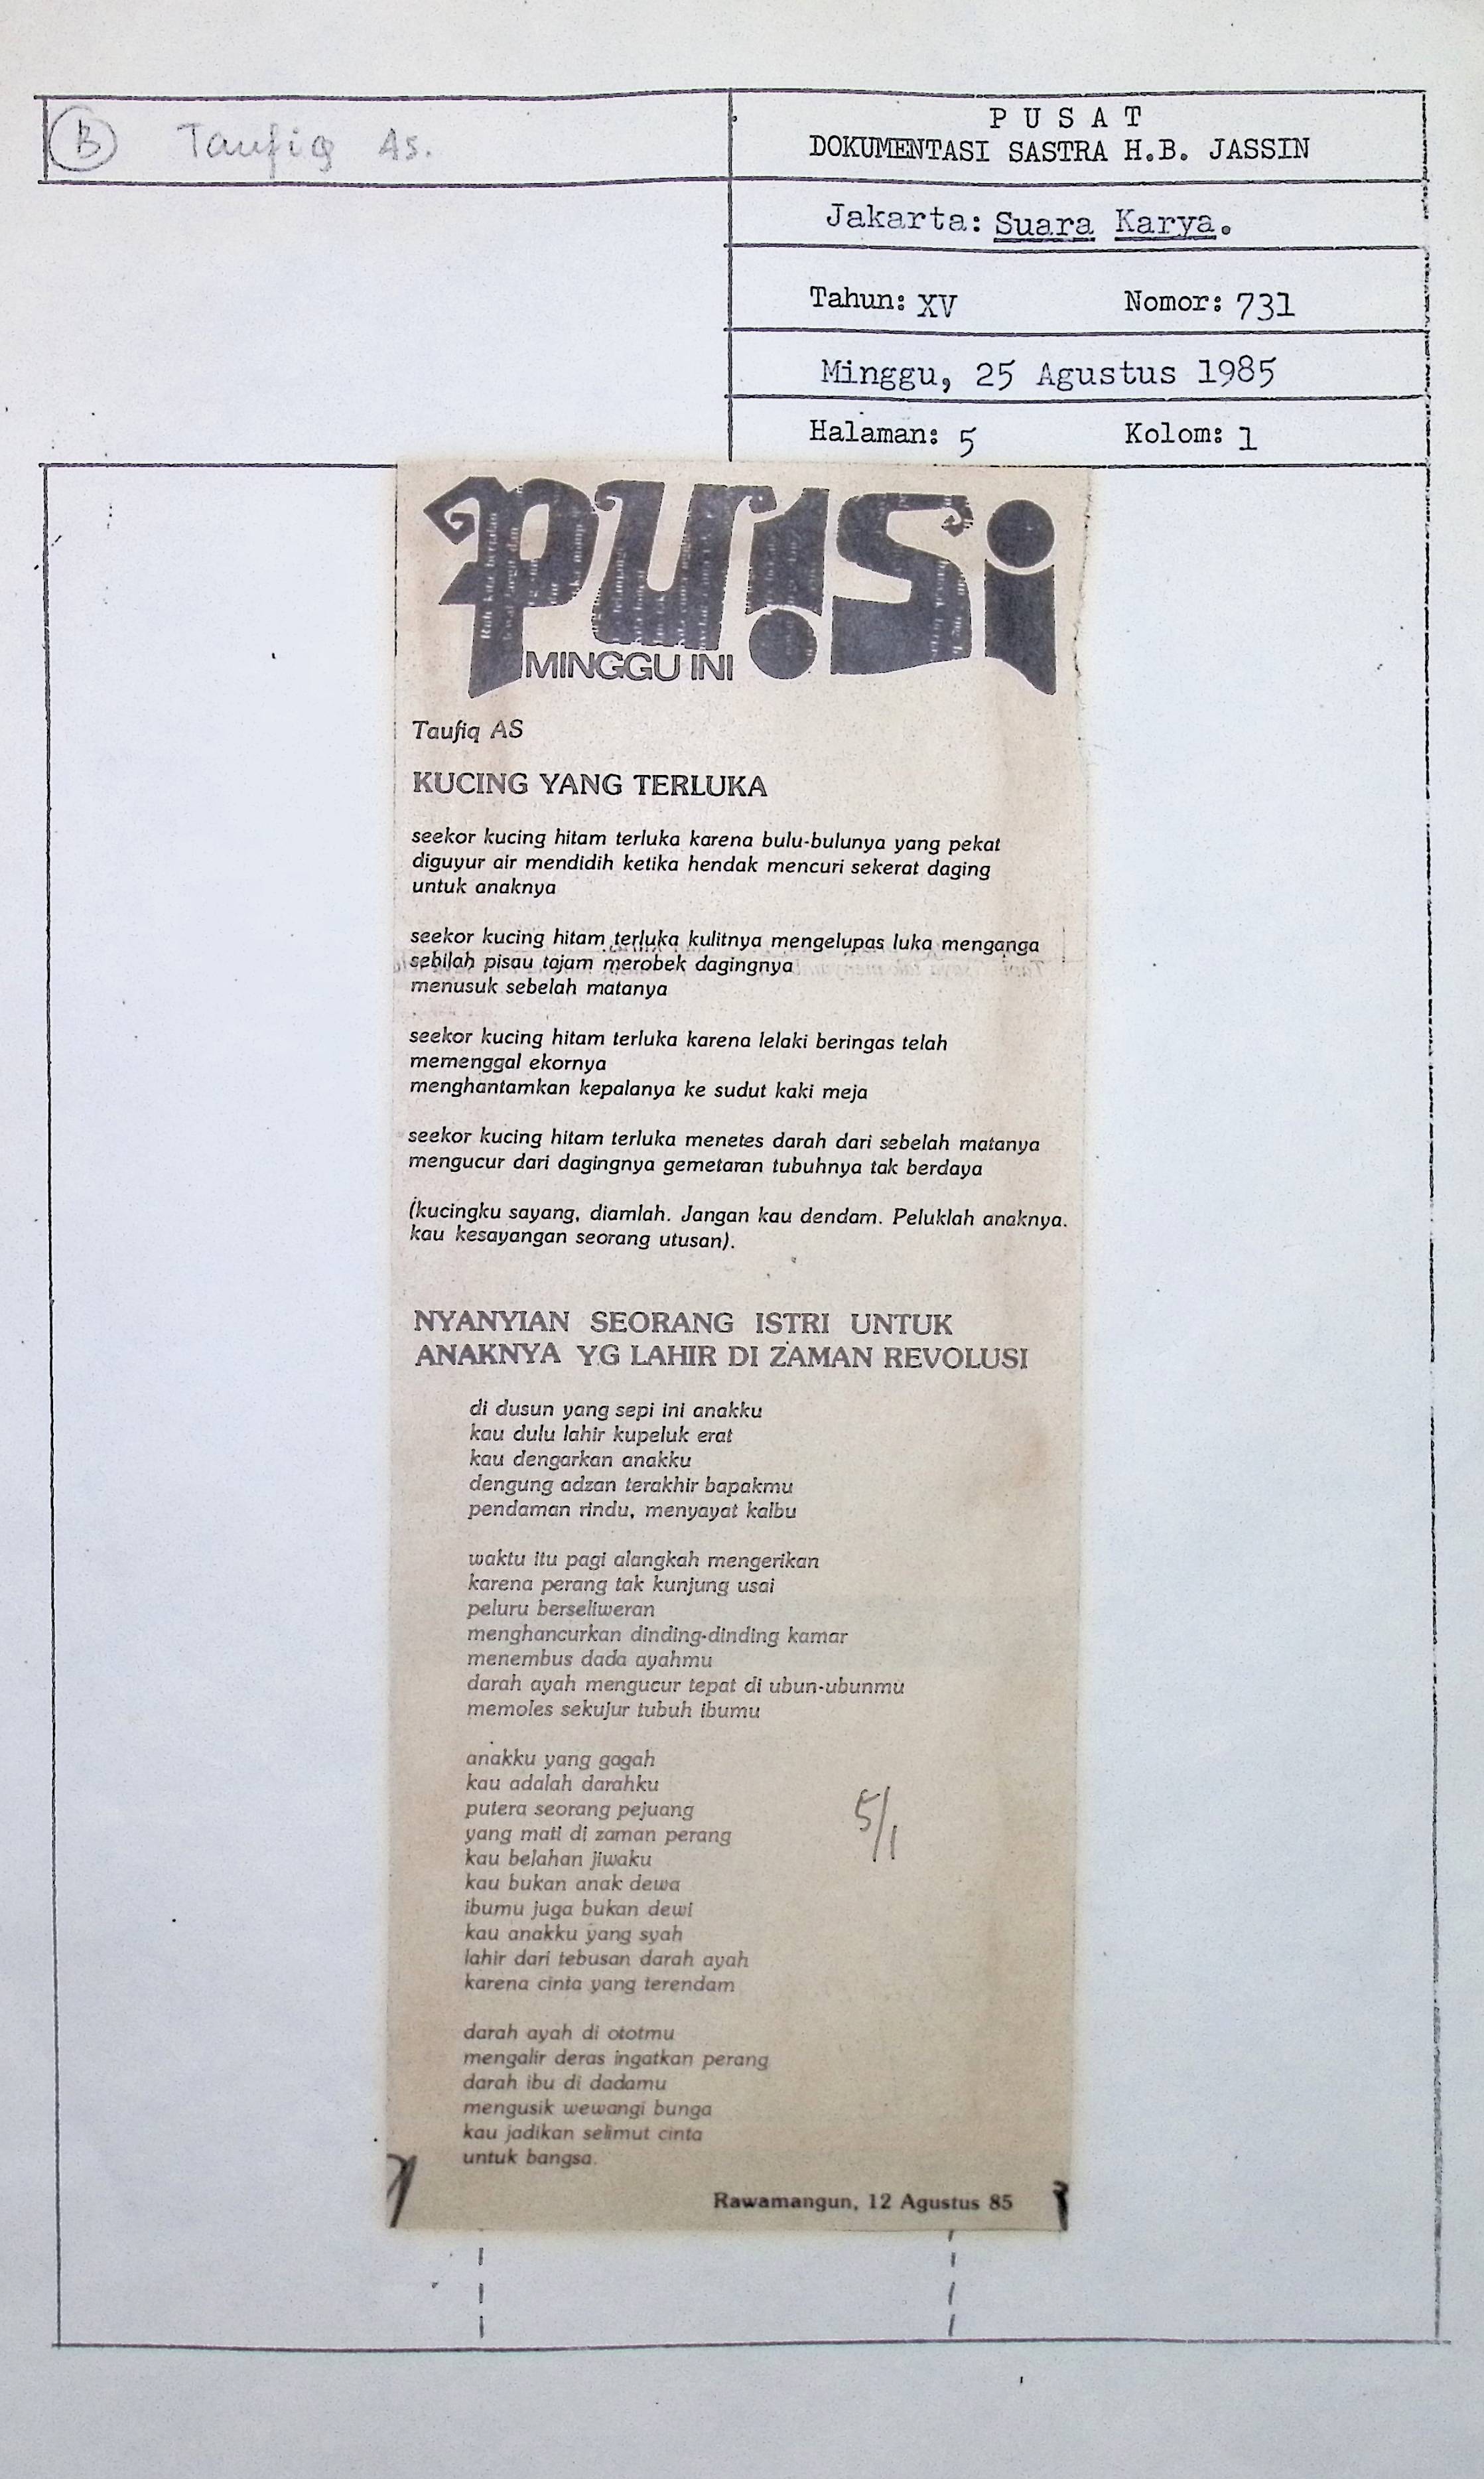 B Taufiq As.
PUSAT
DOKUMENTASI SASTRA H.B. JASSIN
Jakarta: Suara Karya.
Tahun: XV Nomor: 731
Minggu, 25 Agustus 1985
Halaman: 5 Kolom: 1
puisi
MINGGU INI
Taufiq AS
KUCING YANG TERLUKA
seekor kucing hitam terluka karena bulu-bulunya yang pekat
diguyur air mendidih ketika hendak mencuri sekerat daging
untuk anaknya
seekor kucing hitam terluka kulitnya mengelupas luka menganga
sebilah pisau tajam merobek dagingnya
menusuk sebelah matanya
seekor kucing hitam terluka karena lelaki beringas telah
memenggal ekornya
menghantamkan kepalanya ke sudut kaki meja
seekor kucing hitam terluka menetes darah dari sebelah matanya
mengucur dari dagingnya gemetaran tubuhnya tak berdaya
(kucingku sayang, diamlah. Jangan kau dendam. Peluklah anaknya.
kau kesayangan seorang utusan).
NYANYIAN SEORANG ISTRI UNTUK
ANAKNYA YG LAHIR DI ZAMAN REVOLUSI
di dusun yang sepi ini anakku
kau dulu lahir kupeluk erat
kau dengarkan anakku
dengung adzan terakhir bapakmu
pendaman rindu, menyayat kalbu
waktu itu pagi alangkah mengerikan
karena perang tak kunjung usai
peluru berseliweran
menghancurkan dinding-dinding kamar
menembus dada ayahmu
darah ayah mengucur tepat di ubun-ubunmu
memoles sekujur tubuh ibumu
anakku yang gagah
kau adalah darahku
putera seorang pejuang
yang mati di zaman perang
kau belahan jiwaku
kau bukan anak dewa
ibumu juga bukan dewi
kau anakku yang syah
lahir dari tebusan darah ayah
karena cinta yang terendam
5/1
darah ayah di ototmu
mengalir deras ingatkan perang
darah ibu di dadamu
mengusik wewangi bunga
kau jadikan selimut cinta
untuk bangsa.
Rawamangun, 12 Agustus 85